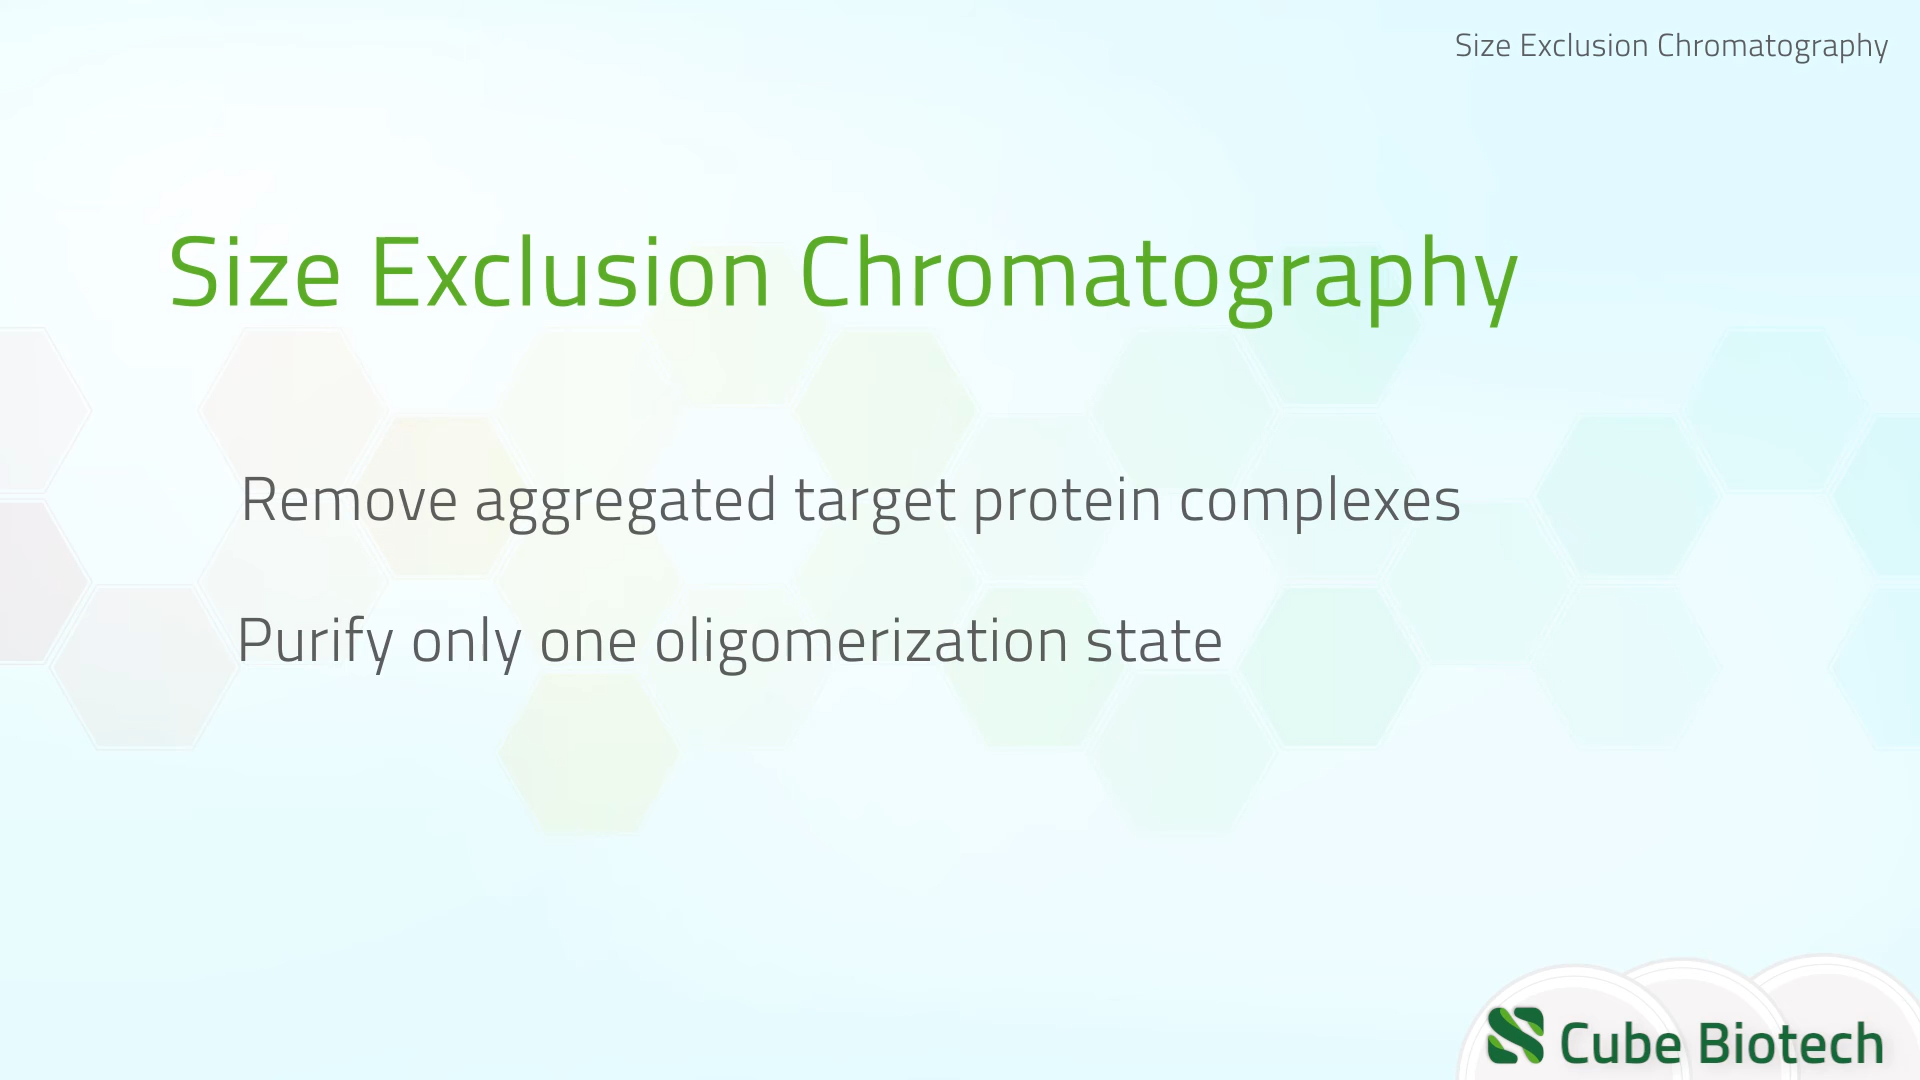 Size Exclusion Chromatography
Size Exclusion Chromatography
Remove aggregated target protein complexes
Purify only one oligomerization state
Cube Biotech